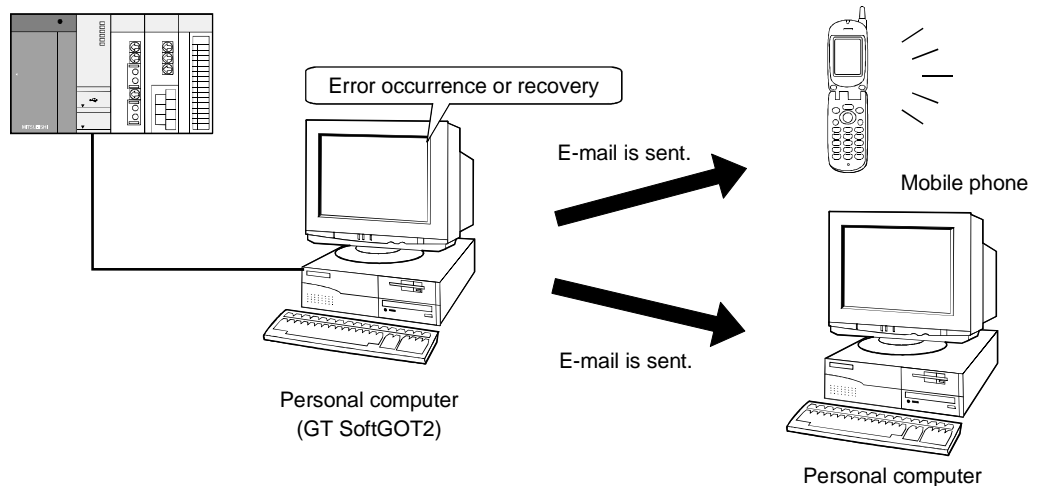 Error occurrence or recovery
E-mail is sent.
Mobile phone
E-mail is sent.
Personal computer
(GT SoftGOT2)
Personal computer